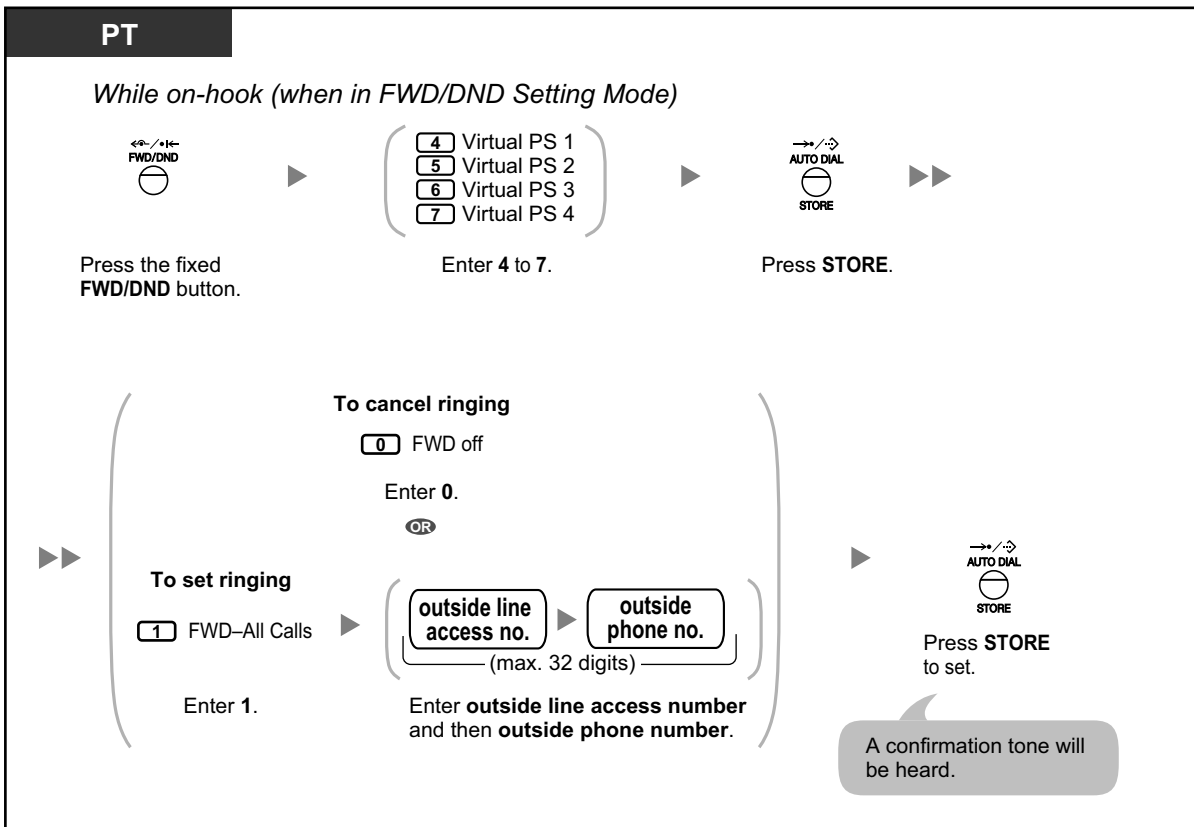 PT
While on-hook (when in FWD/DND Setting Mode)
FWD/DND
4 Virtual PS 1
5 Virtual PS 2
6 Virtual PS 3
7 Virtual PS 4
AUTO DIAL
STORE
Press the fixed
FWD/DND button.
Enter 4 to 7.
Press STORE.
To cancel ringing
0 FWD off
Enter 0.
OR
To set ringing
1 FWD–All Calls
outside line
access no.
outside
phone no.
(max. 32 digits)
Enter 1.
Enter outside line access number
and then outside phone number.
AUTO DIAL
STORE
Press STORE
to set.
A confirmation tone will
be heard.